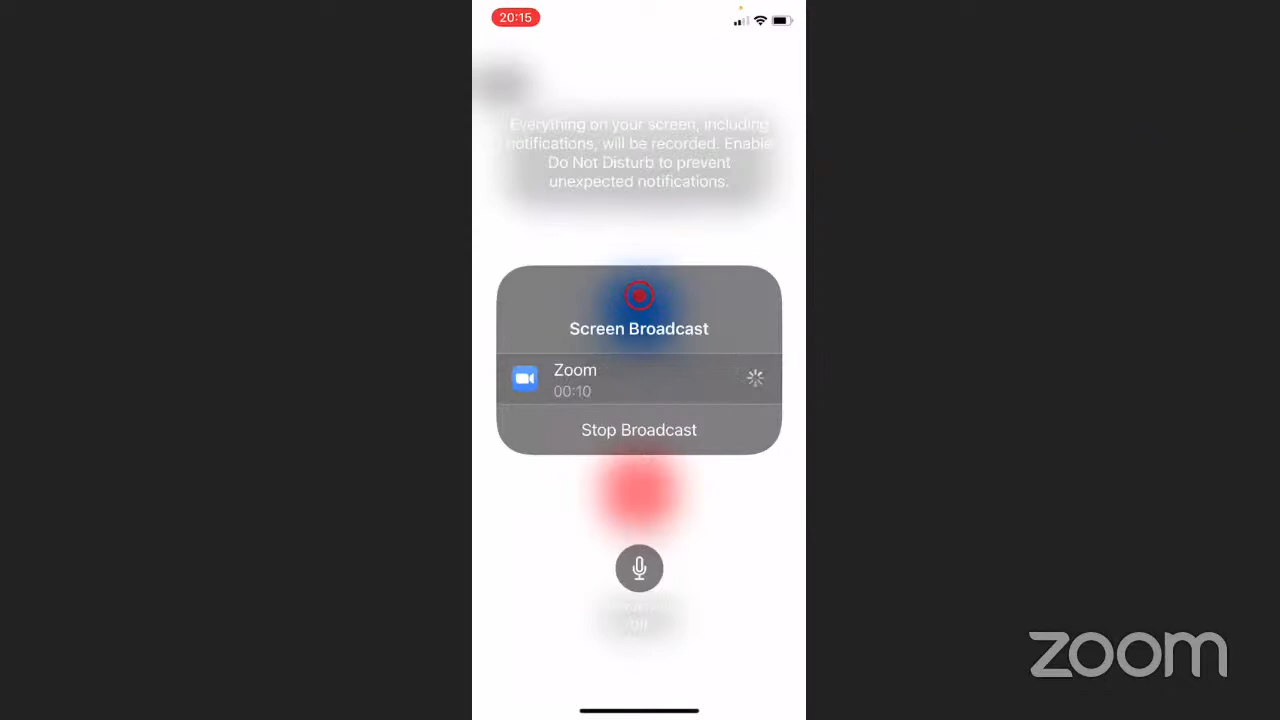 20:15
Everything on your screen, including
notifications, will be recorded. Enable
Do Not Disturb to prevent
unexpected notifications.
Screen Broadcast
Zoom
00:10
Stop Broadcast
zoom